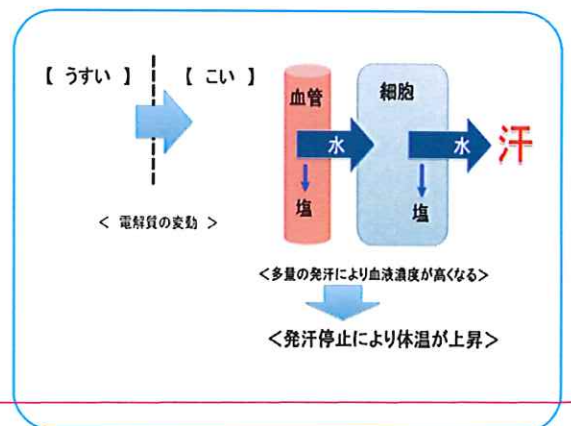 【 うすい 】 【 こい 】
血管
細胞
水
水
汗
塩
塩
< 電解質の変動 >
<多量の発汗により血液濃度が高くなる>
<発汗停止により体温が上昇>